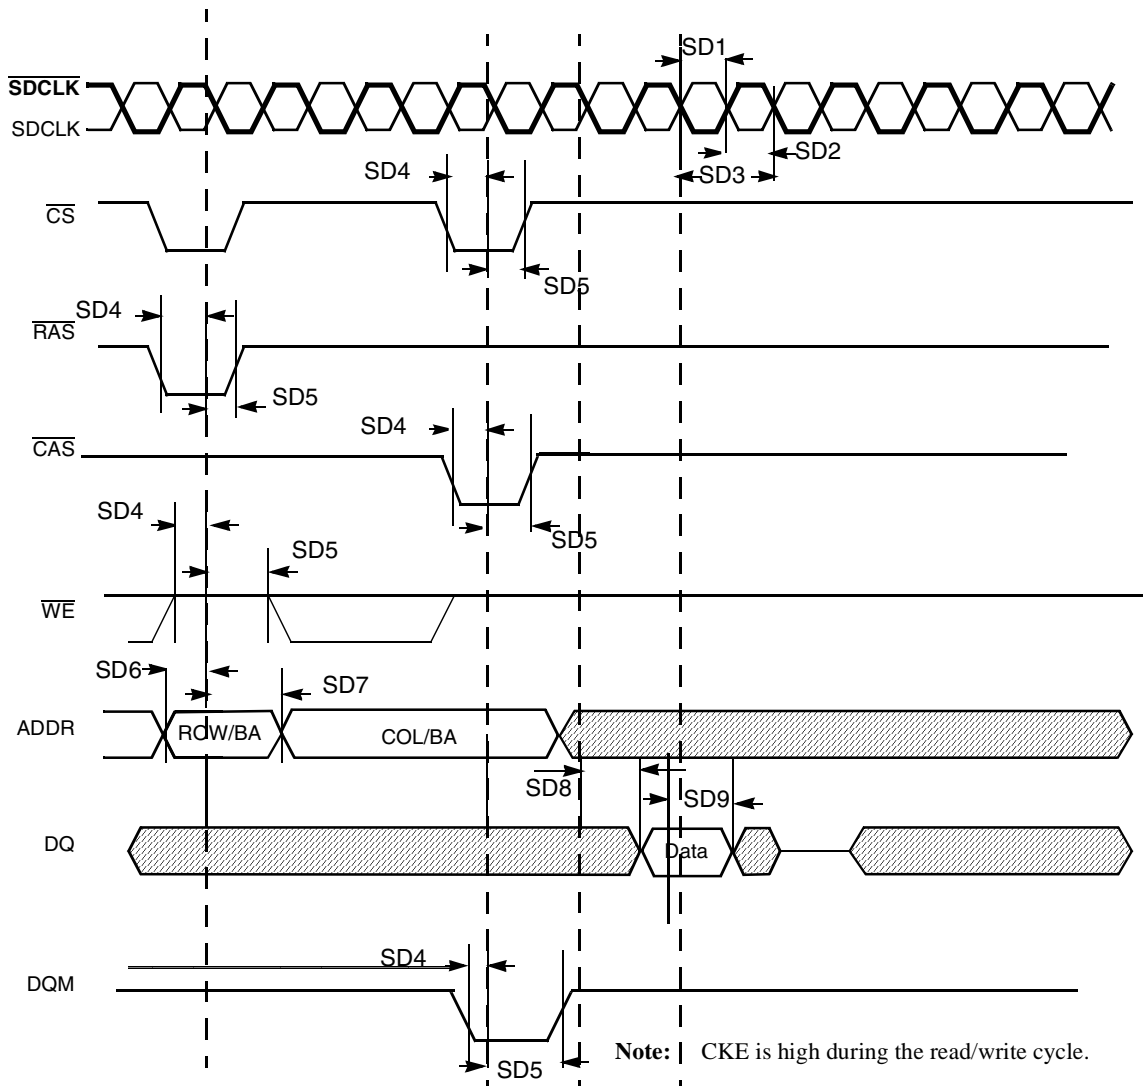 SD1
SDCLK
SDCLK
SD2
SD4
SD3
CS
SD5
SD4
RAS
SD5
SD4
CAS
SD4
SD5
SD5
WE
SD6
SD7
ADDR
ROW/BA
COL/BA
SD8
SD9
DQ
Data
SD4
DQM
Note: CKE is high during the read/write cycle.
SD5